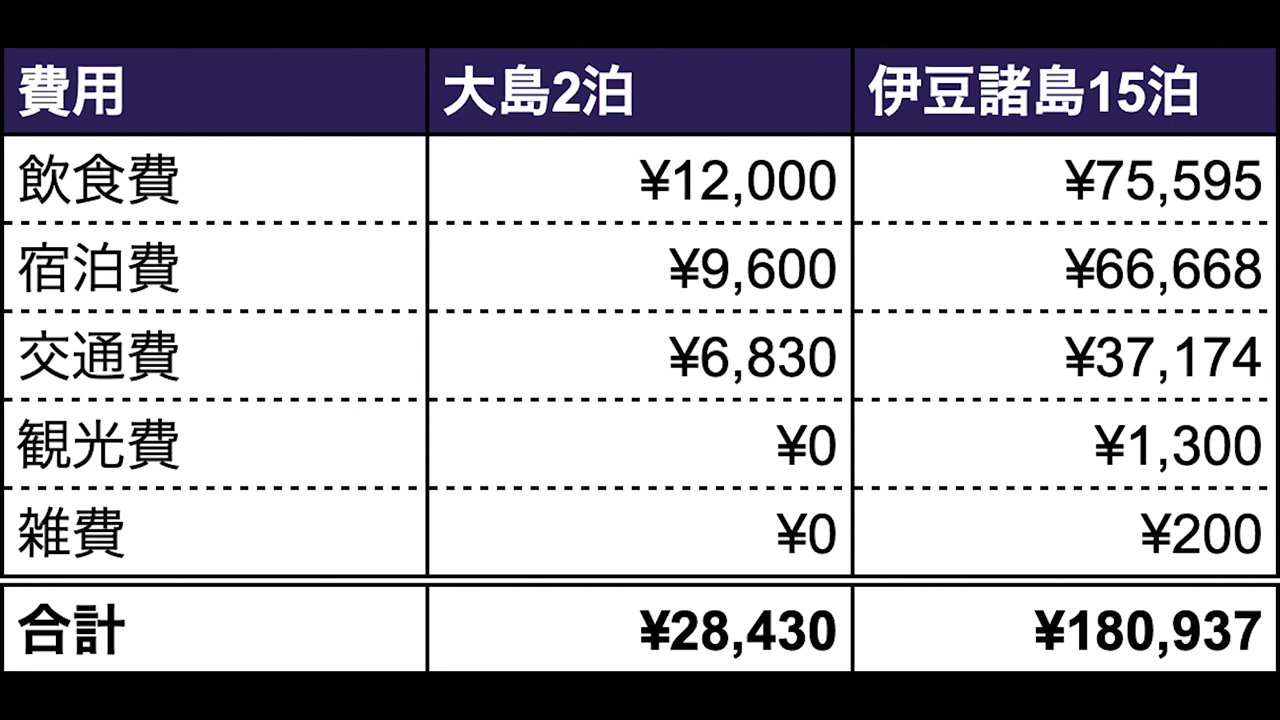 費用 大島2泊 伊豆諸島15泊
飲食費 ¥12,000 ¥75,595
宿泊費 ¥9,600 ¥66,668
交通費 ¥6,830 ¥37,174
観光費 ¥0 ¥1,300
雑費 ¥0 ¥200
合計 ¥28,430 ¥180,937